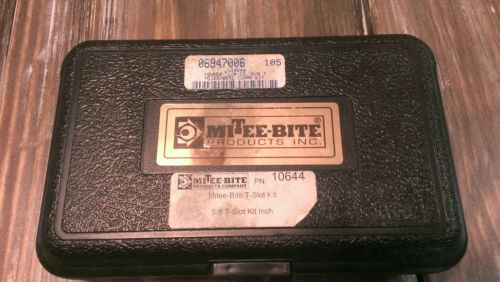 06947006 105
MITEE-BITE®
PRODUCTS INC.
MITEE-BITE
PRODUCTS COMPANY
PN: 10644
Mitee-Bite T-Slot Kit
5/8 T-Slot Kit Inch